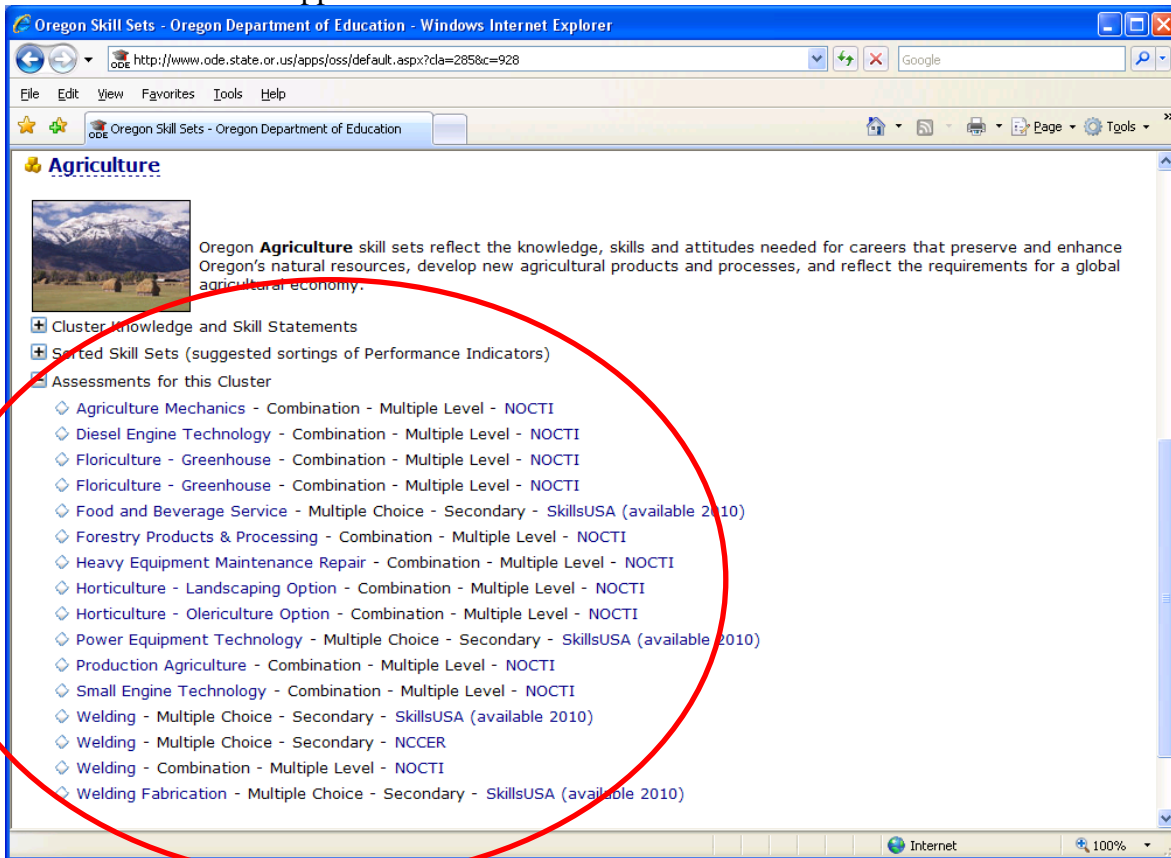 Oregon Skill Sets - Oregon Department of Education - Windows Internet Explorer
ODE http://www.ode.state.or.us/apps/oss/default.aspx?cla=285&c=928
Google
File Edit View Favorites Tools Help
ODE Oregon Skill Sets - Oregon Department of Education
Page Tools »
Agriculture
Oregon Agriculture skill sets reflect the knowledge, skills and attitudes needed for careers that preserve and enhance
Oregon's natural resources, develop new agricultural products and processes, and reflect the requirements for a global
agricultural economy.
Cluster Knowledge and Skill Statements
Sorted Skill Sets (suggested sortings of Performance Indicators)
Assessments for this Cluster
Agriculture Mechanics - Combination - Multiple Level - NOCTI
Diesel Engine Technology - Combination - Multiple Level - NOCTI
Floriculture - Greenhouse - Combination - Multiple Level - NOCTI
Floriculture - Greenhouse - Combination - Multiple Level - NOCTI
Food and Beverage Service - Multiple Choice - Secondary - SkillsUSA (available 2010)
Forestry Products & Processing - Combination - Multiple Level - NOCTI
Heavy Equipment Maintenance Repair - Combination - Multiple Level - NOCTI
Horticulture - Landscaping Option - Combination - Multiple Level - NOCTI
Horticulture - Olericulture Option - Combination - Multiple Level - NOCTI
Power Equipment Technology - Multiple Choice - Secondary - SkillsUSA (available 2010)
Production Agriculture - Combination - Multiple Level - NOCTI
Small Engine Technology - Combination - Multiple Level - NOCTI
Welding - Multiple Choice - Secondary - SkillsUSA (available 2010)
Welding - Multiple Choice - Secondary - NCCER
Welding - Combination - Multiple Level - NOCTI
Welding Fabrication - Multiple Choice - Secondary - SkillsUSA (available 2010)
Internet 100%